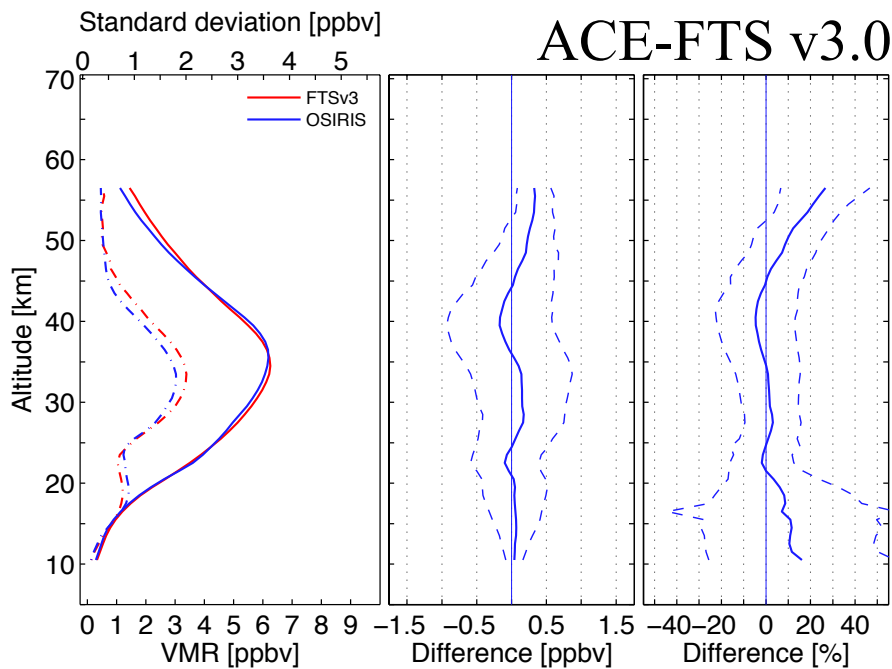 Standard deviation [ppbv]
ACE-FTS v3.0
0 1 2 3 4 5
70
60
50
40
30
20
10
Altitude [km]
FTSv3
OSIRIS
0 1 2 3 4 5 6 7 8 9
−1.5 −0.5 0.5 1.5
−40 −20 0 20 40
VMR [ppbv]
Difference [ppbv]
Difference [%]